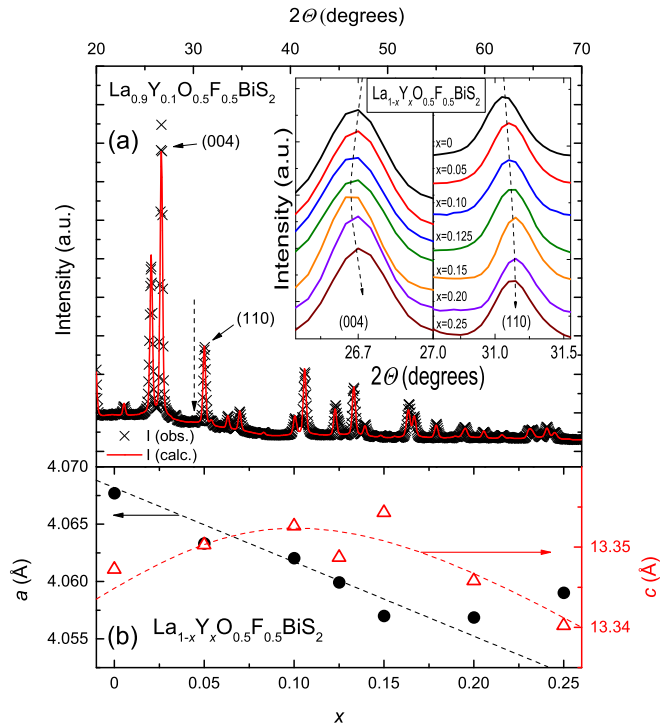 2Θ (degrees)
20 30 40 50 60 70
La0.9Y0.1O0.5F0.5BiS2
(a)
(004)
(110)
Intensity (a.u.)
I (obs.)
I (calc.)
La1-xYxO0.5F0.5BiS2
Intensity (a.u.)
x=0
x=0.05
x=0.10
x=0.125
x=0.15
x=0.20
x=0.25
(004)
(110)
26.7 27.0 31.0 31.5
2Θ (degrees)
4.070
4.065
4.060
4.055
a (Å)
13.35
13.34
c (Å)
(b) La1-xYxO0.5F0.5BiS2
0 0.05 0.10 0.15 0.20 0.25
x